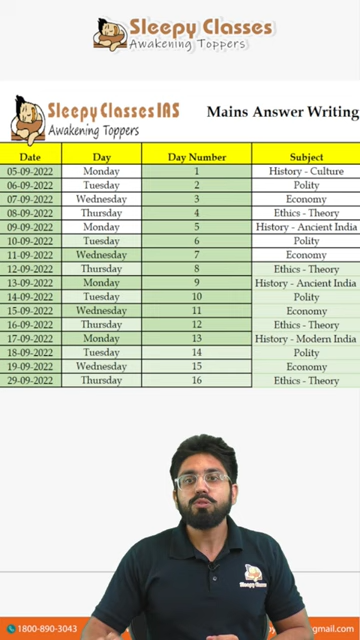 Sleepy Classes
Awakening Toppers
Sleepy Classes IAS
Awakening Toppers
Mains Answer Writing
Date Day Day Number Subject
05-09-2022 Monday 1 History - Culture
06-09-2022 Tuesday 2 Polity
07-09-2022 Wednesday 3 Economy
08-09-2022 Thursday 4 Ethics - Theory
09-09-2022 Monday 5 History - Ancient India
10-09-2022 Tuesday 6 Polity
11-09-2022 Wednesday 7 Economy
12-09-2022 Thursday 8 Ethics - Theory
13-09-2022 Monday 9 History - Ancient India
14-09-2022 Tuesday 10 Polity
15-09-2022 Wednesday 11 Economy
16-09-2022 Thursday 12 Ethics - Theory
17-09-2022 Monday 13 History - Modern India
18-09-2022 Tuesday 14 Polity
19-09-2022 Wednesday 15 Economy
29-09-2022 Thursday 16 Ethics - Theory
Sleepy Classes
1800-890-3043
gmail.com